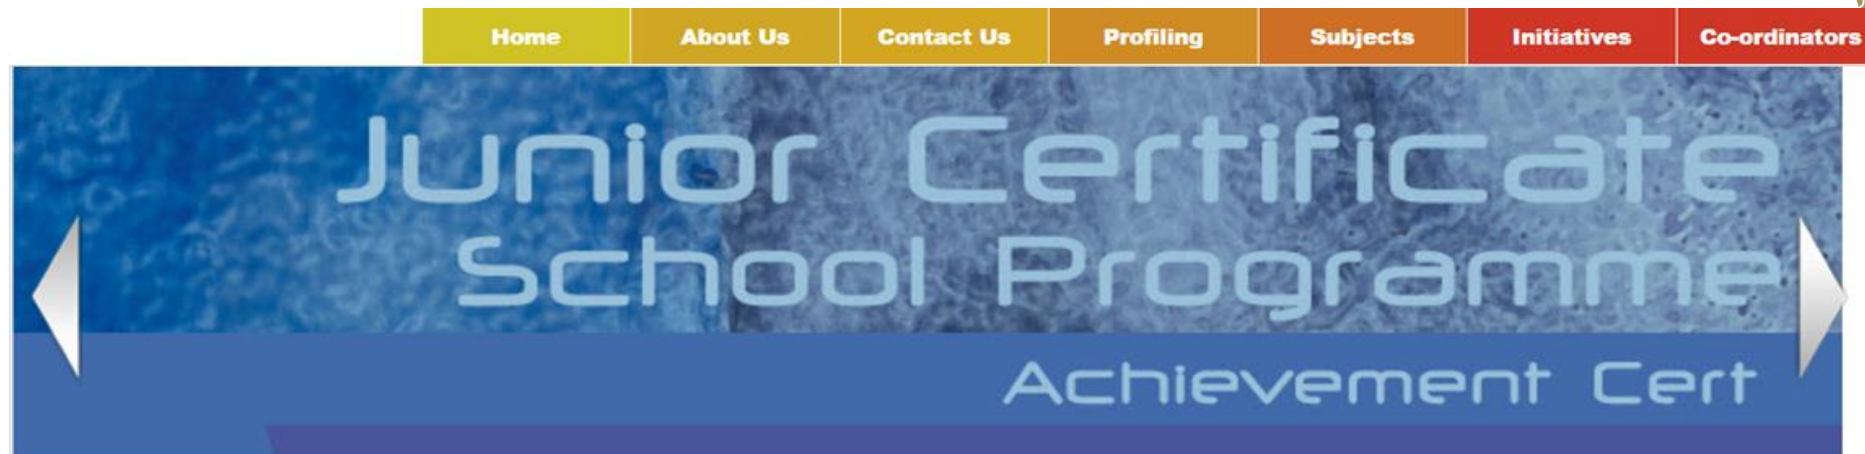 Home About Us Contact Us Profiling Subjects Initiatives Co-ordinators
Junior Certificate
School Programme
Achievement Cert